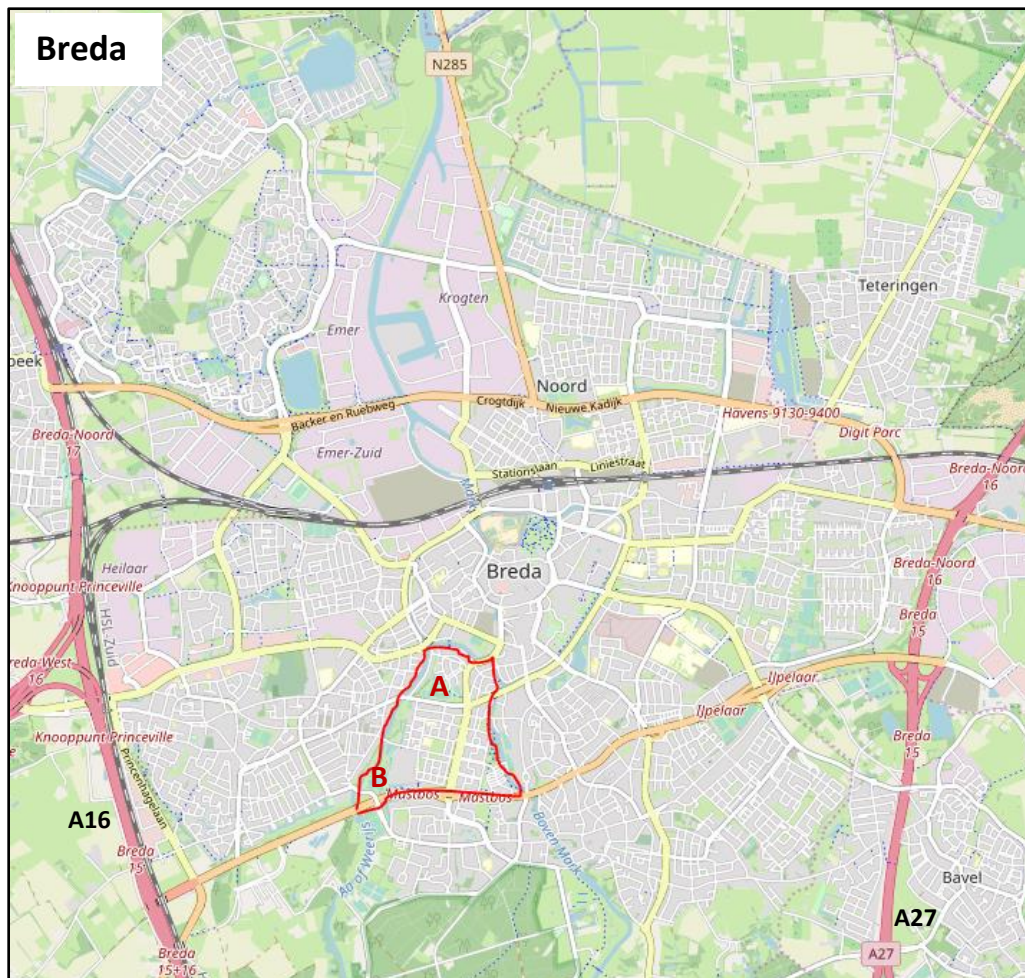 Breda
N285
Krogten
Teteringen
Emer
beek
Noord
Backer en Ruebweg
Crogtdijk
Nieuwe Kadijk
Havens 9130-9400
Breda-Noord
17
Digit Parc
Emer-Zuid
Stationslaan
Liniestraat
Mark
Breda-Noord
16
Heilaar
Breda
Knooppunt Princeville
Breda-Noord
16
HSL Zuid
Breda
15
Breda-West
16
A
IJpelaar
IJpelaar
Knooppunt Princeville
Breda
15
Princenhagelaan
B
Mastbos
Mastbos
A16
Breda
15
Aa of Weerijs
Boven Mark
Bavel
A27
Breda
15+16
A27